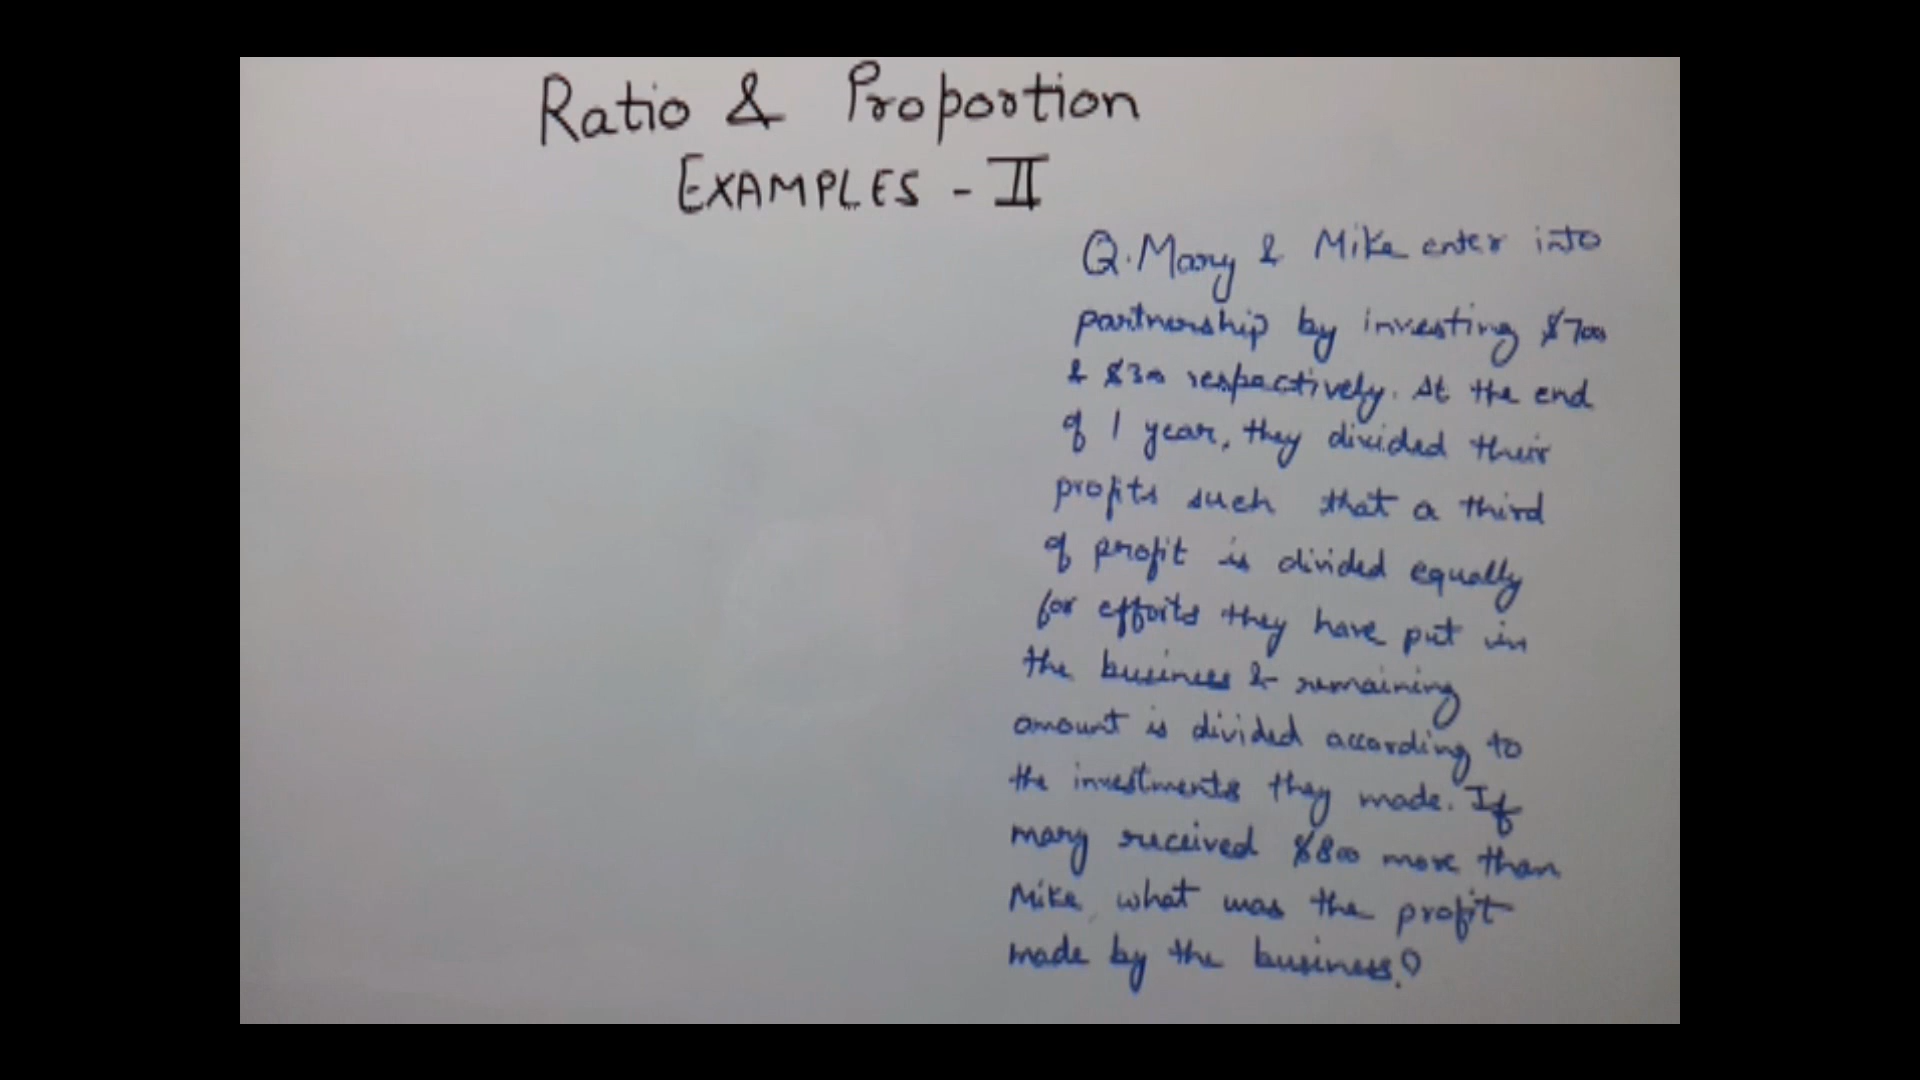 Ratio & Proportion
EXAMPLES - II
Q. Mary & Mike enter into
partnership by investing $700
& $300 respectively. At the end
of 1 year, they divided their
profits such that a third
of profit is divided equally
for efforts they have put in
the business & remaining
amount is divided according to
the investments they made. If
mary received $800 more than
Mike, what was the profit
made by the business?